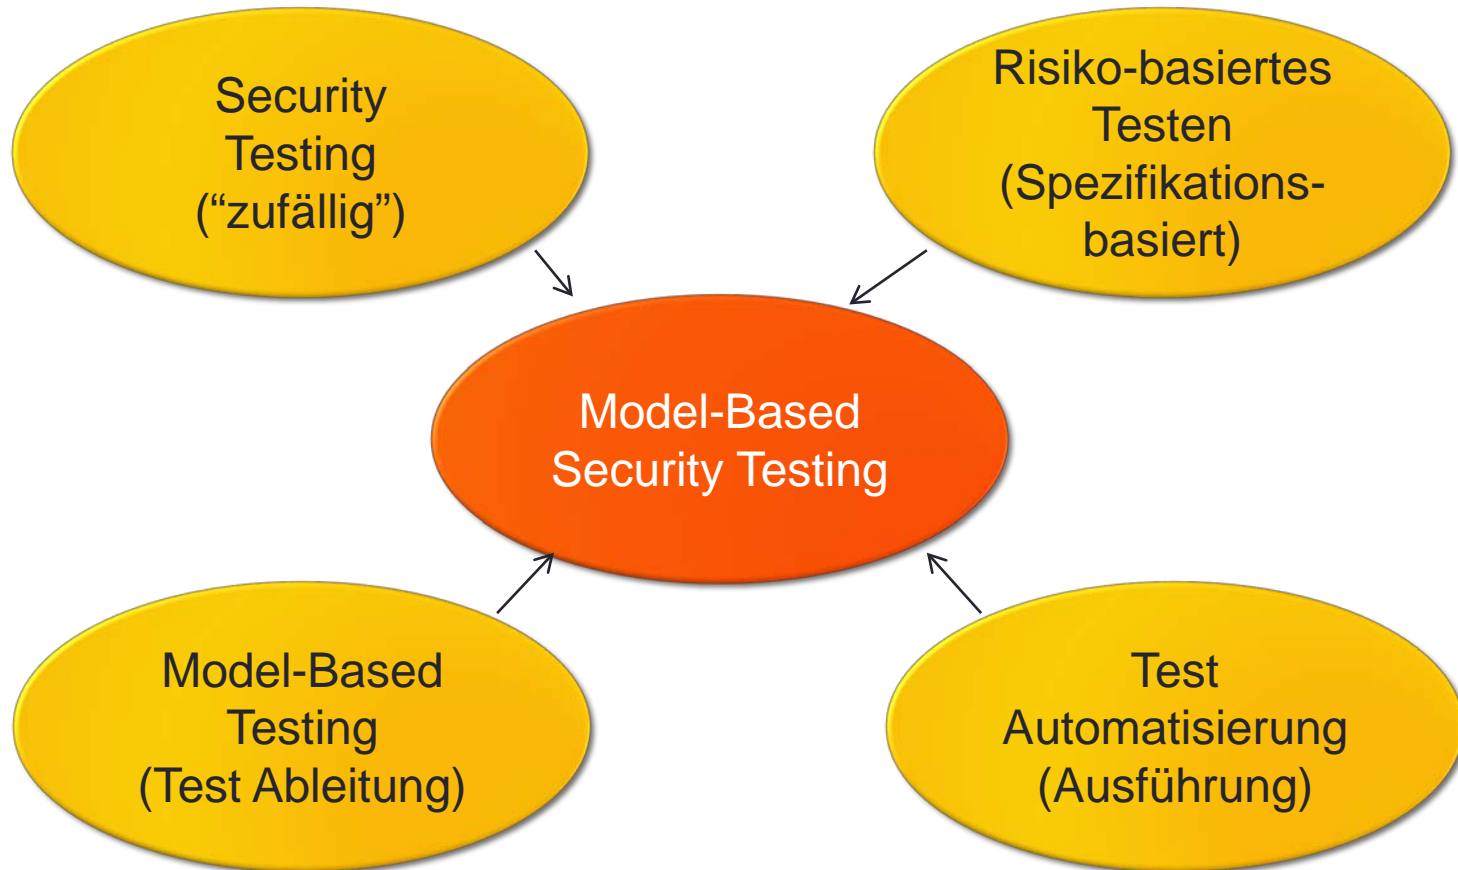 Security
Testing
(“zufällig”)
Risiko-basiertes
Testen
(Spezifikations-
basiert)
Model-Based
Security Testing
Model-Based
Testing
(Test Ableitung)
Test
Automatisierung
(Ausführung)